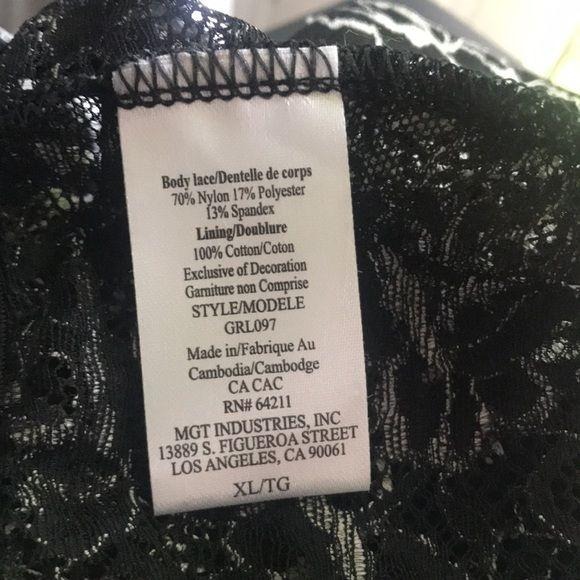 Body lace/Dentelle de corps
70% Nylon 17% Polyester
13% Spandex
Lining/Doublure
100% Cotton/Coton
Exclusive of Decoration
Garniture non Comprise
STYLE/MODELE
GRL097
Made in/Fabrique Au
Cambodia/Cambodge
CA CAC
RN# 64211
MGT INDUSTRIES, INC
13889 S. FIGUEROA STREET
LOS ANGELES, CA 90061
XL/TG